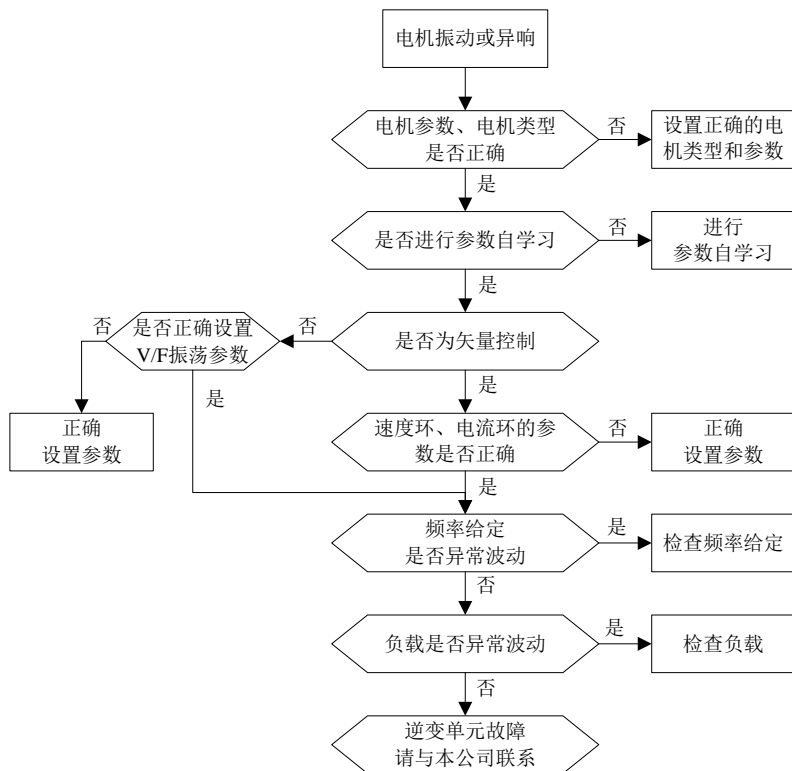 电机振动或异响
电机参数、电机类型
是否正确
否
设置正确的电
机类型和参数
是
是否进行参数自学习
否
进行
参数自学习
是
否
是否正确设置
V/F振荡参数
否
是否为矢量控制
是
是
正确
设置参数
速度环、电流环的参
数是否正确
否
正确
设置参数
是
频率给定
是否异常波动
是
检查频率给定
否
负载是否异常波动
是
检查负载
否
逆变单元故障
请与本公司联系